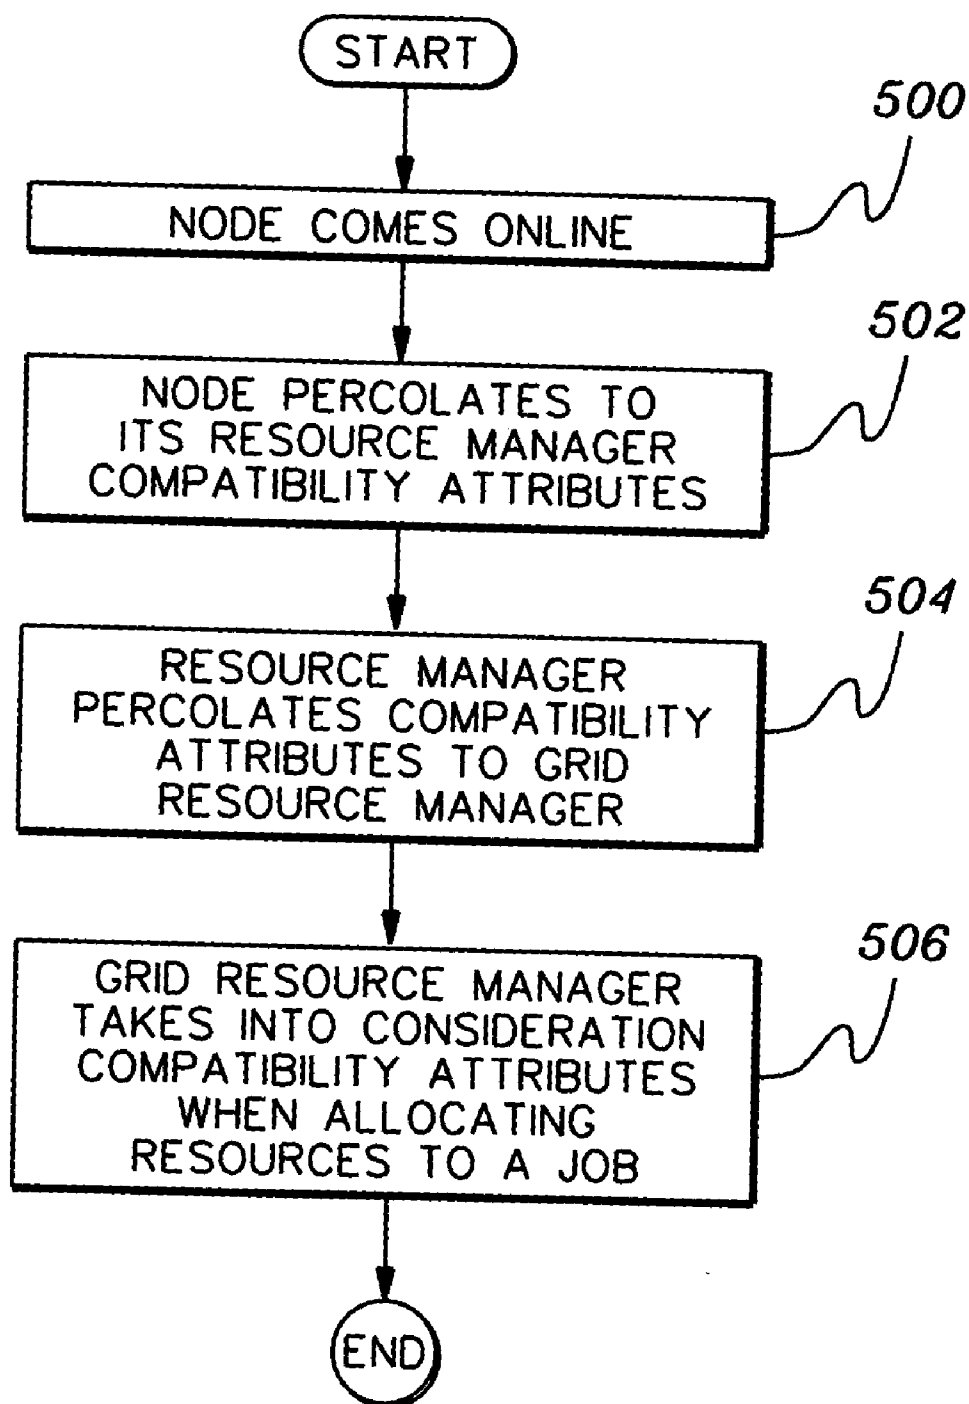 START
500
NODE COMES ONLINE
502
NODE PERCOLATES TO
ITS RESOURCE MANAGER
COMPATIBILITY ATTRIBUTES
504
RESOURCE MANAGER
PERCOLATES COMPATIBILITY
ATTRIBUTES TO GRID
RESOURCE MANAGER
506
GRID RESOURCE MANAGER
TAKES INTO CONSIDERATION
COMPATIBILITY ATTRIBUTES
WHEN ALLOCATING
RESOURCES TO A JOB
END